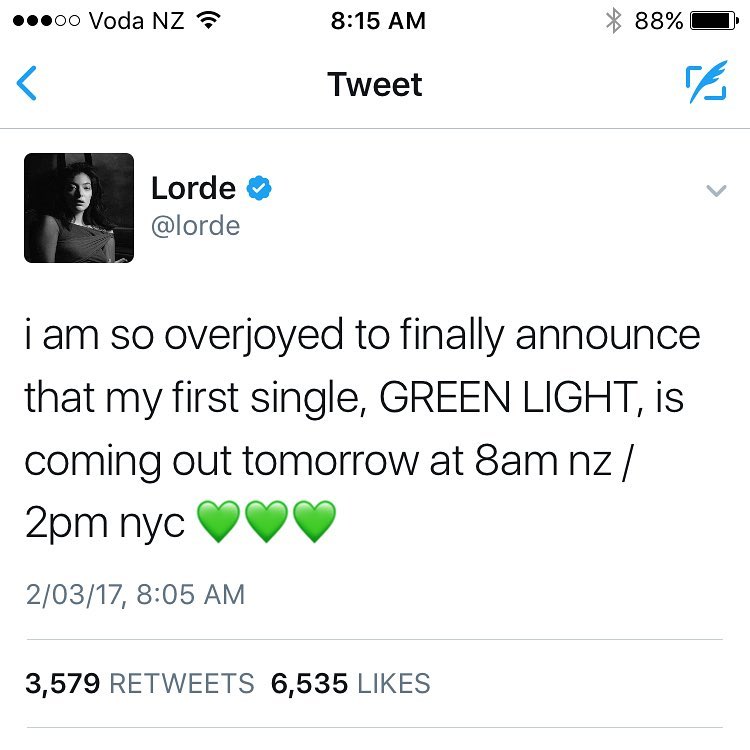 Voda NZ 8:15 AM 88%
Tweet
Lorde
@lorde
i am so overjoyed to finally announce
that my first single, GREEN LIGHT, is
coming out tomorrow at 8am nz /
2pm nyc 💚💚💚
2/03/17, 8:05 AM
3,579 RETWEETS 6,535 LIKES